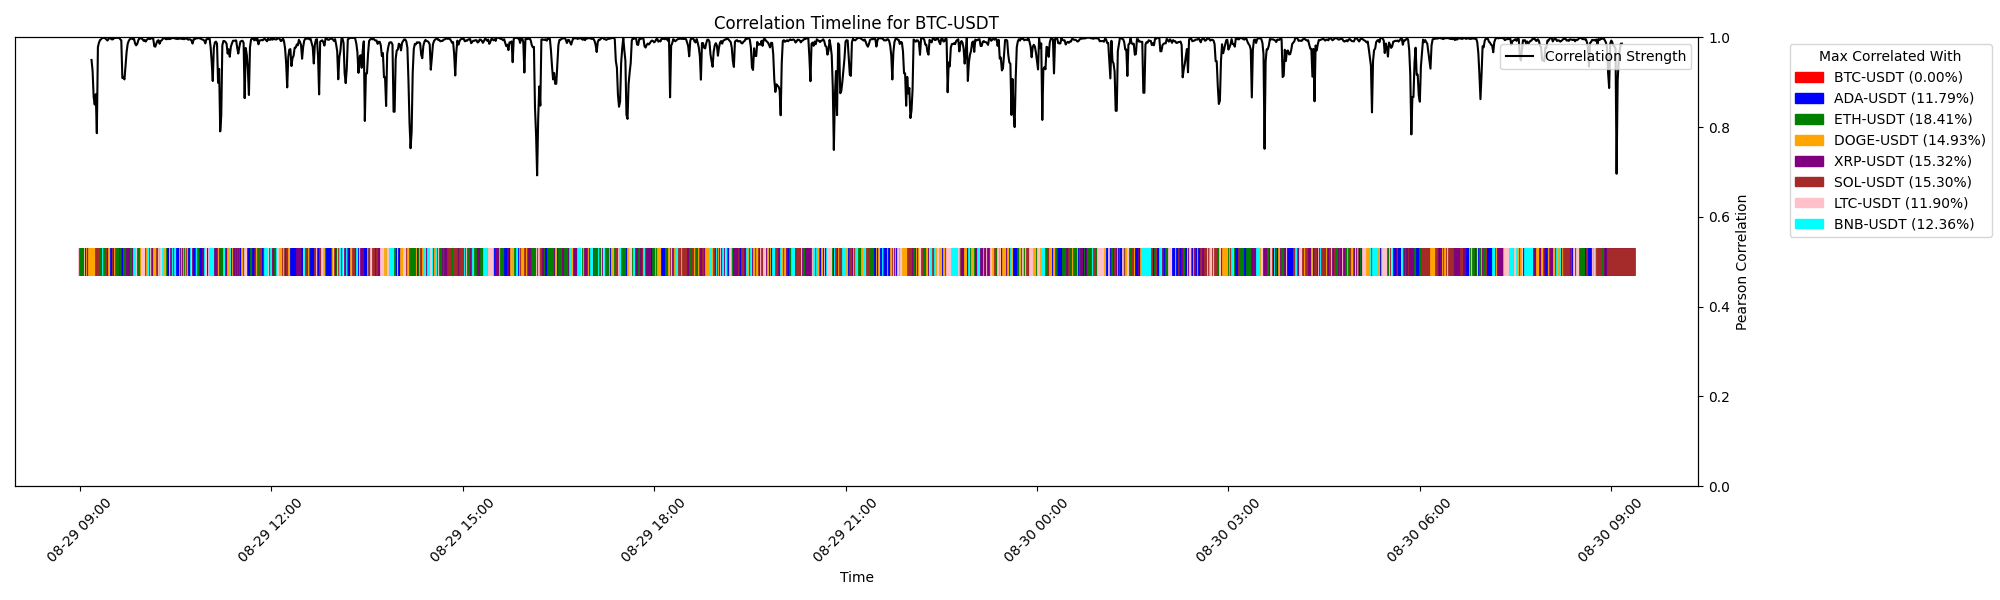 Correlation Timeline for BTC-USDT
Correlation Strength
Max Correlated With
BTC-USDT (0.00%)
ADA-USDT (11.79%)
ETH-USDT (18.41%)
DOGE-USDT (14.93%)
XRP-USDT (15.32%)
SOL-USDT (15.30%)
LTC-USDT (11.90%)
BNB-USDT (12.36%)
1.0
0.8
0.6
0.4
0.2
0.0
Pearson Correlation
08-29 09:00
08-29 12:00
08-29 15:00
08-29 18:00
08-29 21:00
08-30 00:00
08-30 03:00
08-30 06:00
08-30 09:00
Time